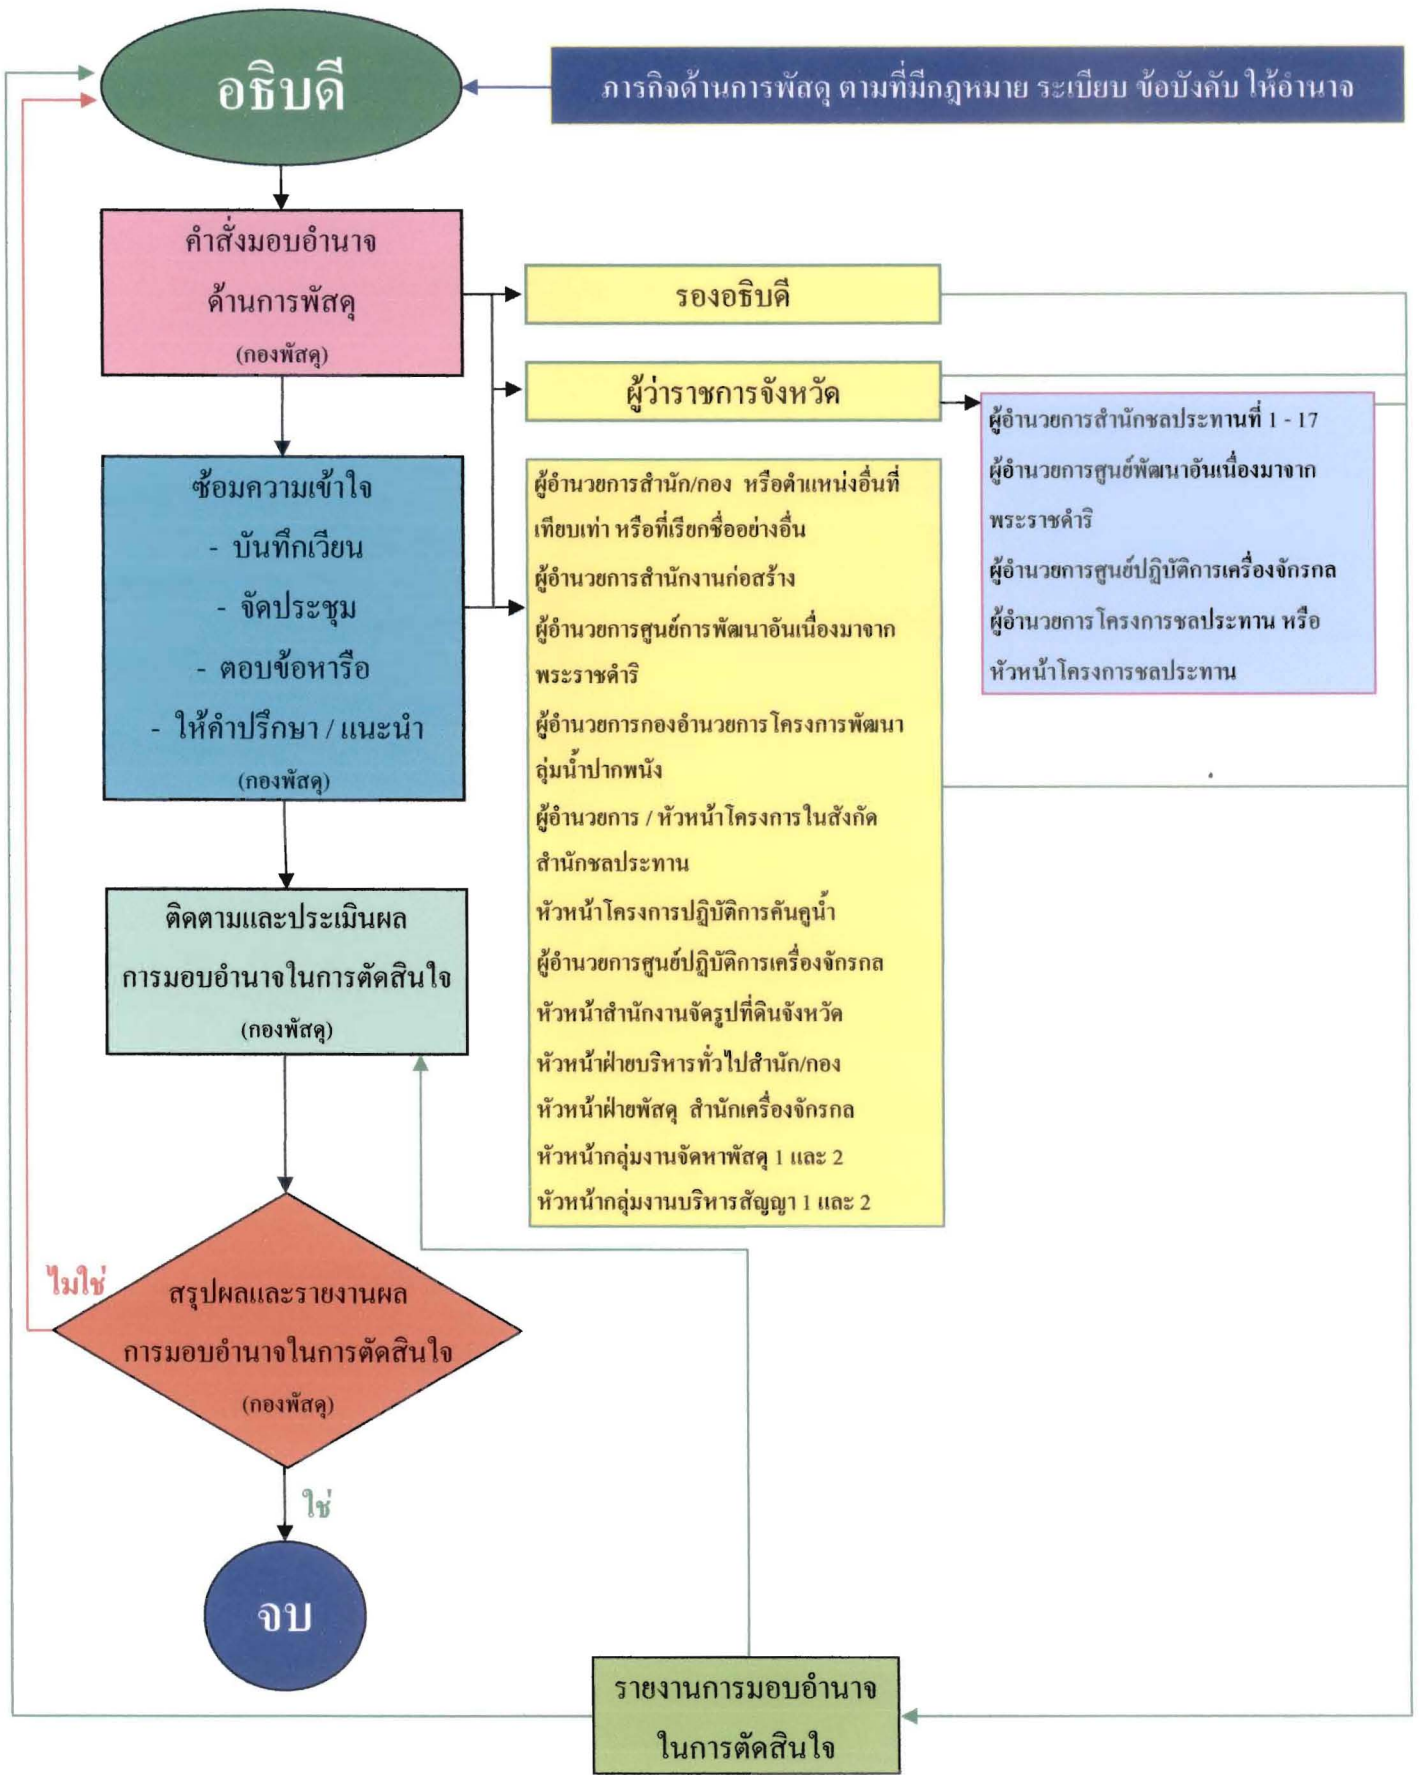 อธิบดี
ภารกิจด้านการพัสดุ ตามที่มีกฎหมาย ระเบียบ ข้อบังคับ ให้อำนาจ
คำสั่งมอบอำนาจ
ด้านการพัสดุ
(กองพัสดุ)
รองอธิบดี
ผู้ว่าราชการจังหวัด
ผู้อำนวยการสำนักชลประทานที่ 1 - 17
ผู้อำนวยการศูนย์พัฒนาอันเนื่องมาจาก
พระราชดำริ
ผู้อำนวยการศูนย์ปฏิบัติการเครื่องจักรกล
ผู้อำนวยการโครงการชลประทาน หรือ
หัวหน้าโครงการชลประทาน
ซ้อมความเข้าใจ
- บันทึกเวียน
- จัดประชุม
- ตอบข้อหารือ
- ให้คำปรึกษา / แนะนำ
(กองพัสดุ)
ผู้อำนวยการสำนัก/กอง หรือตำแหน่งอื่นที่
เทียบเท่า หรือที่เรียกชื่ออย่างอื่น
ผู้อำนวยการสำนักงานก่อสร้าง
ผู้อำนวยการศูนย์การพัฒนาอันเนื่องมาจาก
พระราชดำริ
ผู้อำนวยการกองอำนวยการโครงการพัฒนา
ลุ่มน้ำปากพนัง
ผู้อำนวยการ / หัวหน้าโครงการในสังกัด
สำนักชลประทาน
หัวหน้าโครงการปฏิบัติการคันคูน้ำ
ผู้อำนวยการศูนย์ปฏิบัติการเครื่องจักรกล
หัวหน้าสำนักงานจัดรูปที่ดินจังหวัด
หัวหน้าฝ่ายบริหารทั่วไปสำนัก/กอง
หัวหน้าฝ่ายพัสดุ สำนักเครื่องจักรกล
หัวหน้ากลุ่มงานจัดหาพัสดุ 1 และ 2
หัวหน้ากลุ่มงานบริหารสัญญา 1 และ 2
ติดตามและประเมินผล
การมอบอำนาจในการตัดสินใจ
(กองพัสดุ)
ไม่ใช่
สรุปผลและรายงานผล
การมอบอำนาจในการตัดสินใจ
(กองพัสดุ)
ใช่
จบ
รายงานการมอบอำนาจ
ในการตัดสินใจ